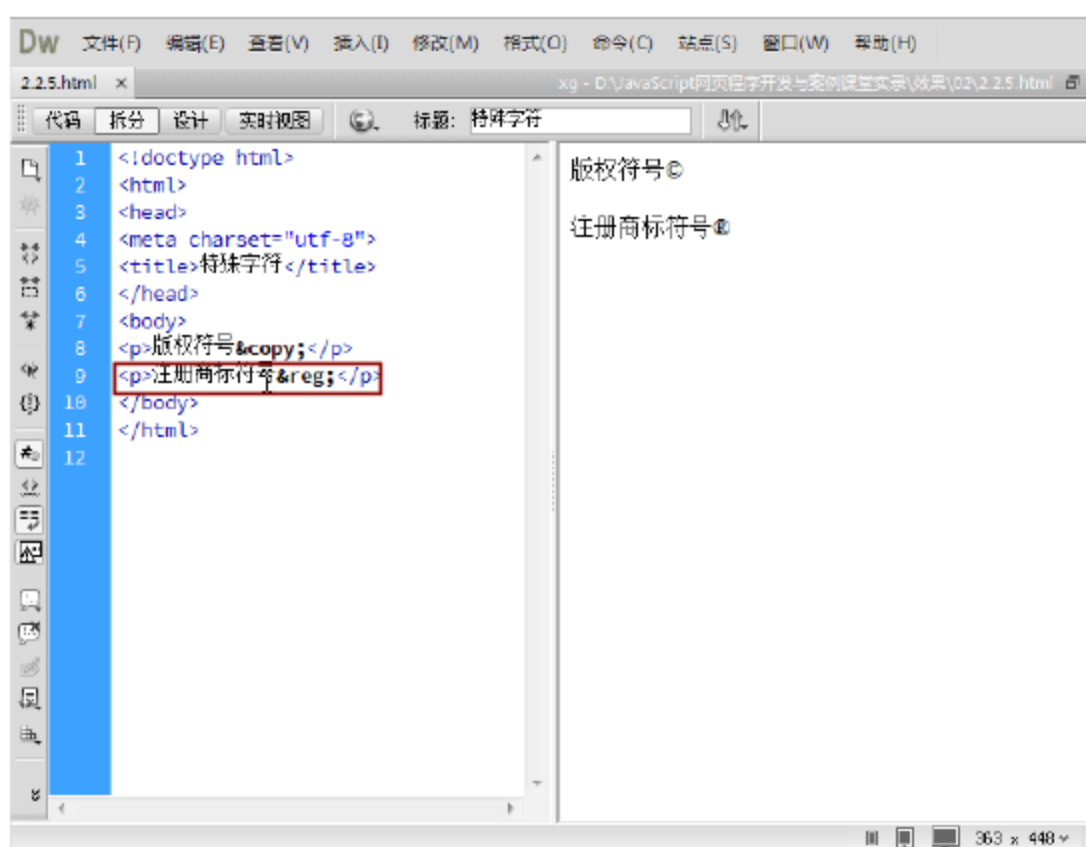 Dw 文件(F) 编辑(E) 查看(V) 插入(I) 修改(M) 格式(O) 命令(C) 站点(S) 窗口(W) 帮助(H)
2.2.5.html × xg - D:\JavaScript网页程序开发与案例课堂实录\效果\02\2.2.5.html
代码 拆分 设计 实时视图 标题: 特殊字符
1 <!doctype html>
2 <html>
3 <head>
4 <meta charset="utf-8">
5 <title>特殊字符</title>
6 </head>
7 <body>
8 <p>版权符号&copy;</p>
9 <p>注册商标符号&reg;</p>
10 </body>
11 </html>
12
版权符号©
注册商标符号®
363 x 448